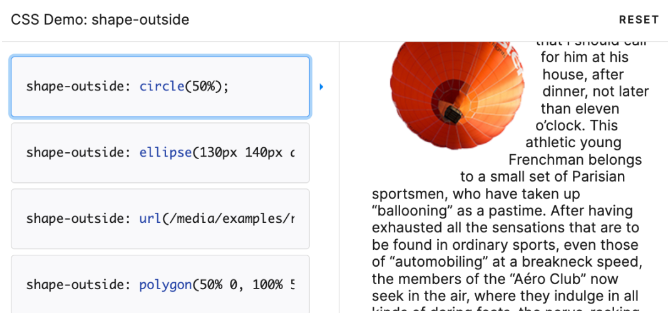 CSS Demo: shape-outside
RESET
shape-outside: circle(50%);
shape-outside: ellipse(130px 140px
shape-outside: url(/media/examples/
shape-outside: polygon(50% 0, 100%
that I should call
for him at his
house, after
dinner, not later
than eleven
o’clock. This
athletic young
Frenchman belongs
to a small set of Parisian
sportsmen, who have taken up
“ballooning” as a pastime. After having
exhausted all the sensations that are to
be found in ordinary sports, even those
of “automobiling” at a breakneck speed,
the members of the “Aéro Club” now
seek in the air, where they indulge in all